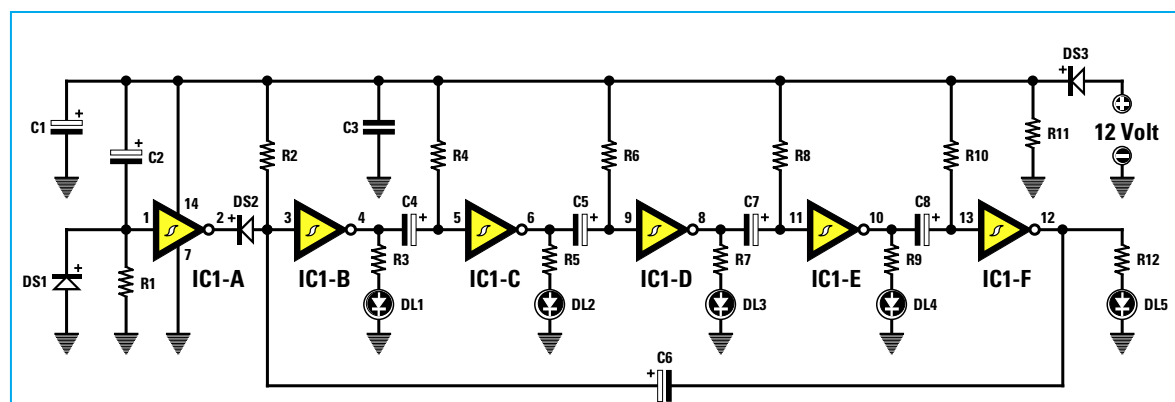 DS3
C1
C2
R2
C3
R4
R6
R8
R10
R11
12 Volt
1
14
2
DS2
3
4
C4
5
6
C5
9
8
C7
11
10
C8
13
12
7
DS1
R1
IC1-A
IC1-B
R3
IC1-C
R5
IC1-D
R7
IC1-E
R9
IC1-F
R12
DL1
DL2
DL3
DL4
DL5
C6